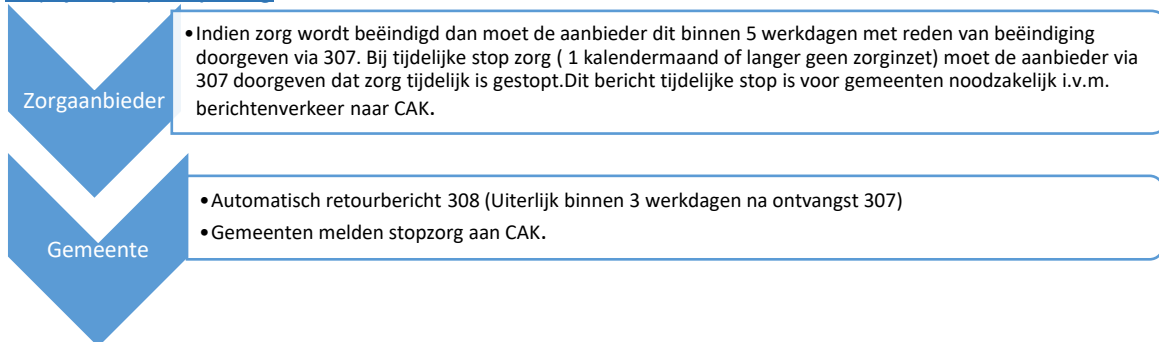 Zorgaanbieder
•Indien zorg wordt beëindigd dan moet de aanbieder dit binnen 5 werkdagen met reden van beëindiging
doorgeven via 307. Bij tijdelijke stop zorg ( 1 kalendermaand of langer geen zorginzet) moet de aanbieder via
307 doorgeven dat zorg tijdelijk is gestopt.Dit bericht tijdelijke stop is voor gemeenten noodzakelijk i.v.m.
berichtenverkeer naar CAK.
Gemeente
•Automatisch retourbericht 308 (Uiterlijk binnen 3 werkdagen na ontvangst 307)
•Gemeenten melden stopzorg aan CAK.